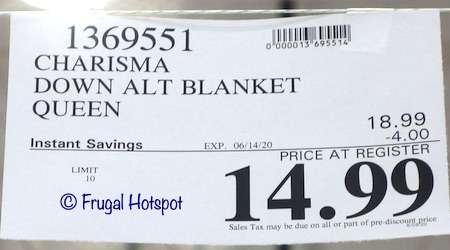 1369551
0000013695514
CHARISMA
DOWN ALT BLANKET
QUEEN
18.99
Instant Savings EXP. 06/14/20 -4.00
PRICE AT REGISTER
LIMIT
10
14.99
© Frugal Hotspot
Sales Tax may be due on all or part of pre-discount price